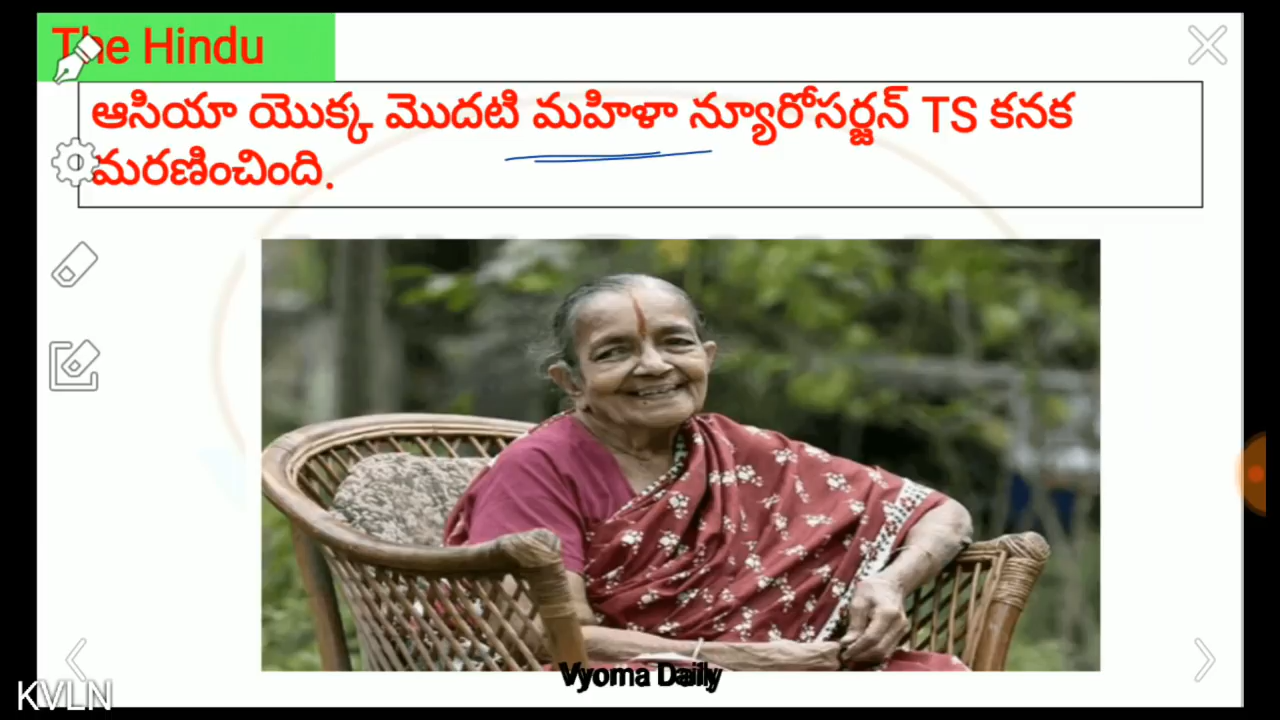 The Hindu
ఆసియా యొక్క మొదటి మహిళా న్యూరోసర్జన్ TS కనక
మరణించింది.
Vyoma Daily
KVLN